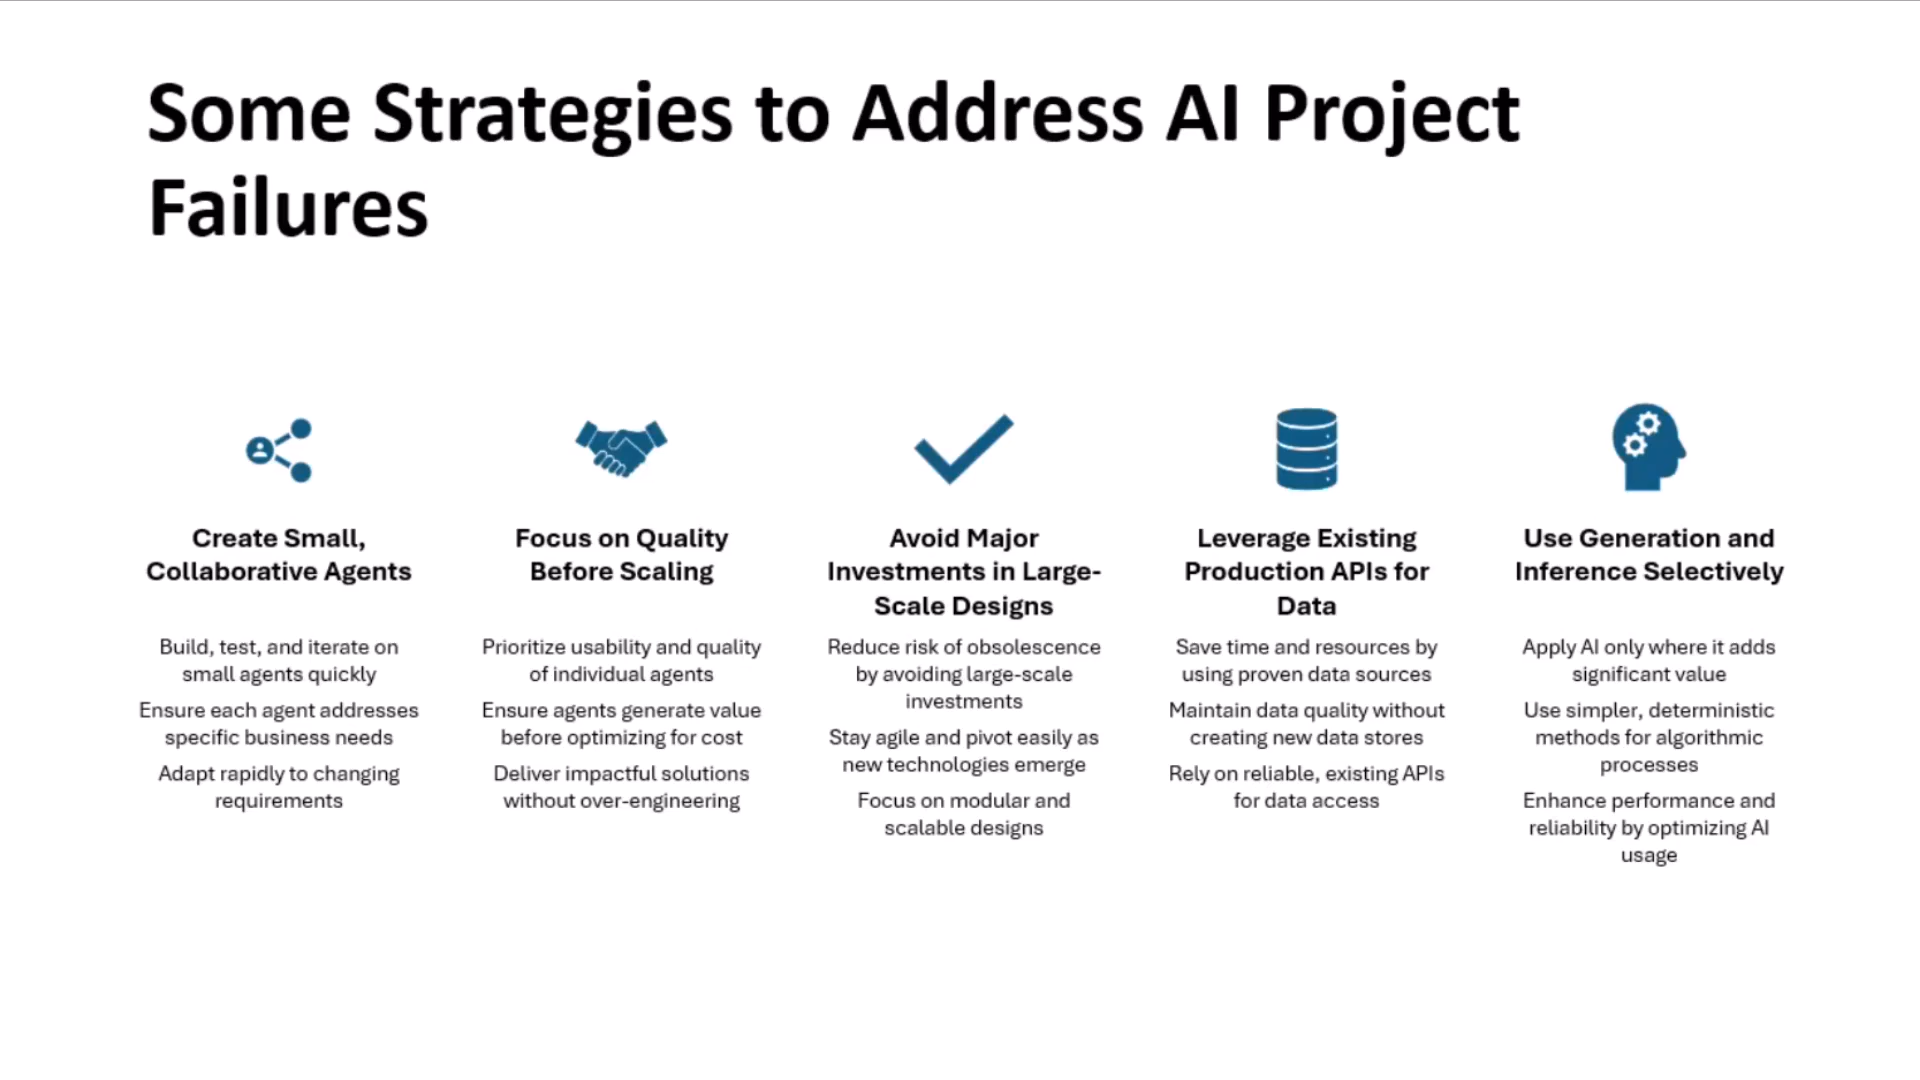 Some Strategies to Address AI Project
Failures
Create Small,
Collaborative Agents
Build, test, and iterate on
small agents quickly
Ensure each agent addresses
specific business needs
Adapt rapidly to changing
requirements
Focus on Quality
Before Scaling
Prioritize usability and quality
of individual agents
Ensure agents generate value
before optimizing for cost
Deliver impactful solutions
without over-engineering
Avoid Major
Investments in Large-
Scale Designs
Reduce risk of obsolescence
by avoiding large-scale
investments
Stay agile and pivot easily as
new technologies emerge
Focus on modular and
scalable designs
Leverage Existing
Production APIs for
Data
Save time and resources by
using proven data sources
Maintain data quality without
creating new data stores
Rely on reliable, existing APIs
for data access
Use Generation and
Inference Selectively
Apply AI only where it adds
significant value
Use simpler, deterministic
methods for algorithmic
processes
Enhance performance and
reliability by optimizing AI
usage